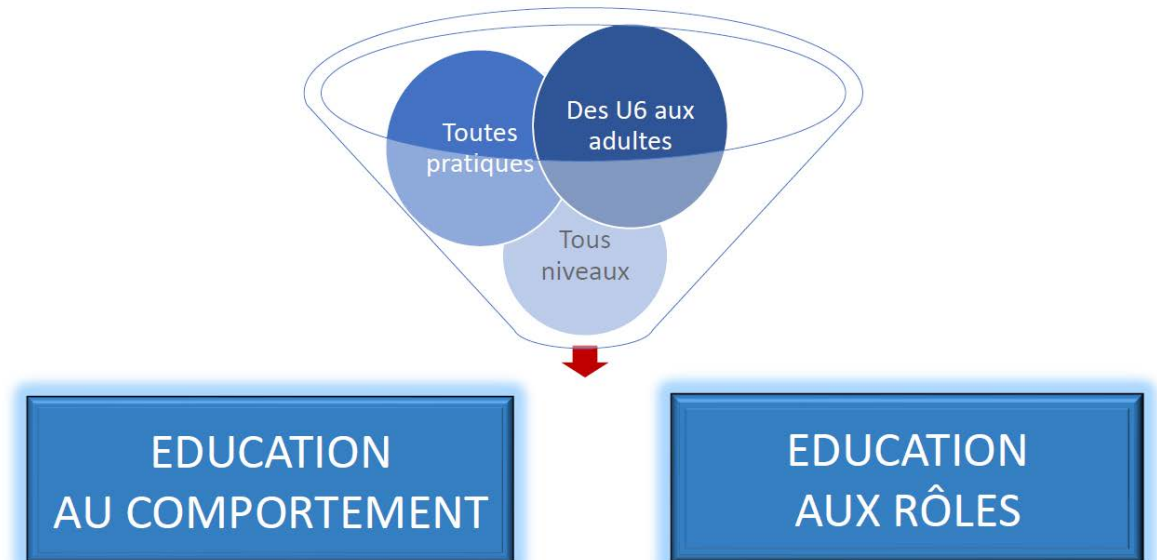 Toutes
pratiques
Des U6 aux
adultes
Tous
niveaux
EDUCATION
AU COMPORTEMENT
EDUCATION
AUX RÔLES